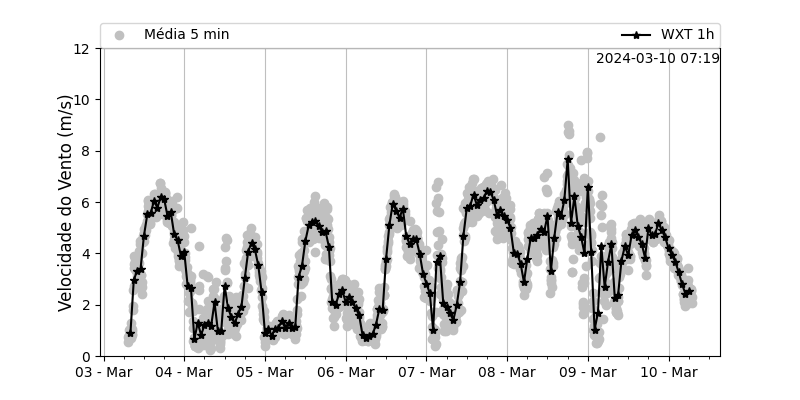 Média 5 min
WXT 1h
2024-03-10 07:19
Velocidade do Vento (m/s)
12
10
8
6
4
2
0
03 - Mar
04 - Mar
05 - Mar
06 - Mar
07 - Mar
08 - Mar
09 - Mar
10 - Mar